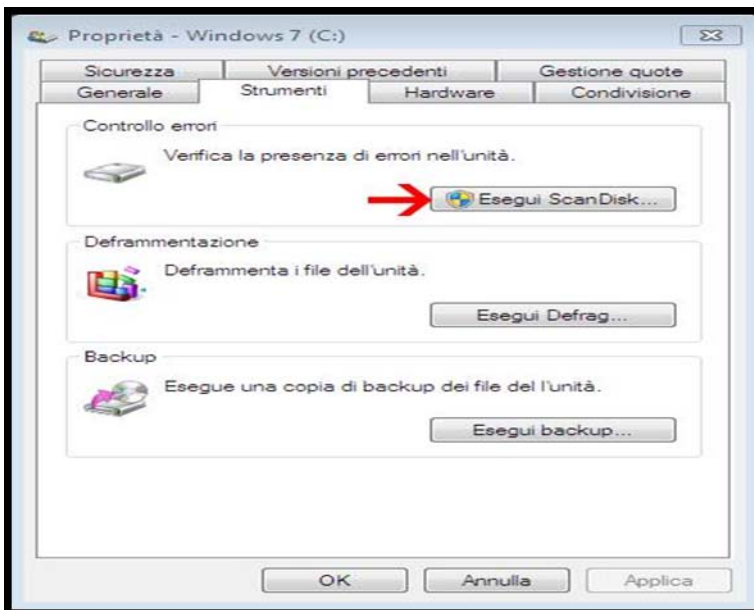 Proprietà - Windows 7 (C:)
Sicurezza Versioni precedenti Gestione quote
Generale Strumenti Hardware Condivisione
Controllo errori
Verifica la presenza di errori nell'unità.
Esegui ScanDisk...
Deframmentazione
Deframmenta i file dell'unità.
Esegui Defrag...
Backup
Esegue una copia di backup dei file del l'unità.
Esegui backup...
OK Annulla Applica